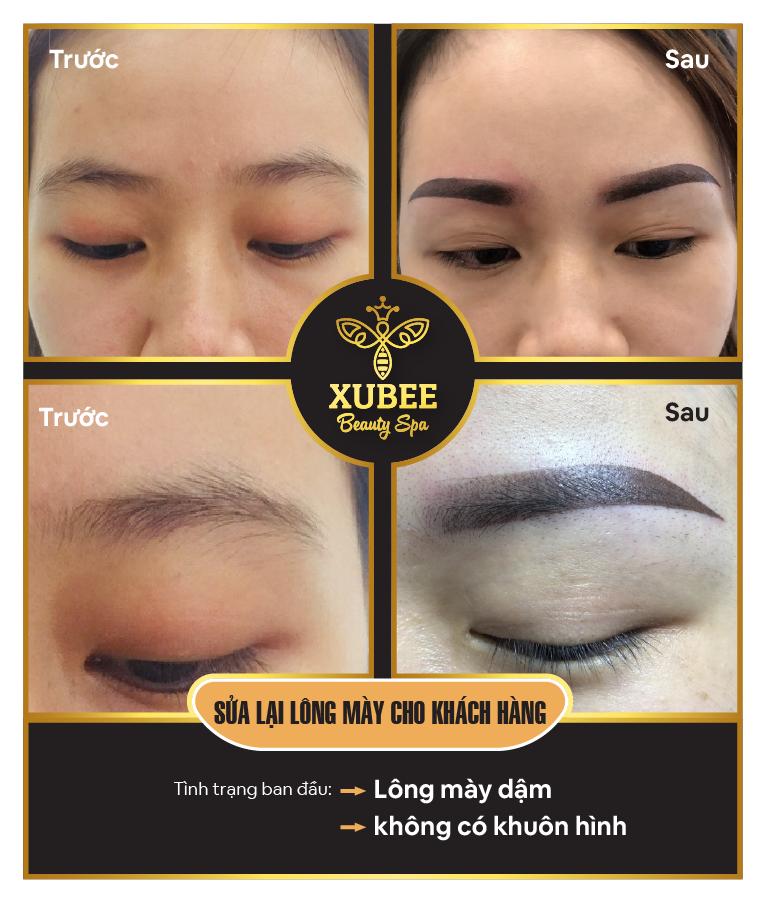 Trước
Sau
XUBEE
Beauty Spa
Trước
Sau
SỬA LẠI LÔNG MÀY CHO KHÁCH HÀNG
Tình trạng ban đầu: Lông mày dậm
không có khuôn hình